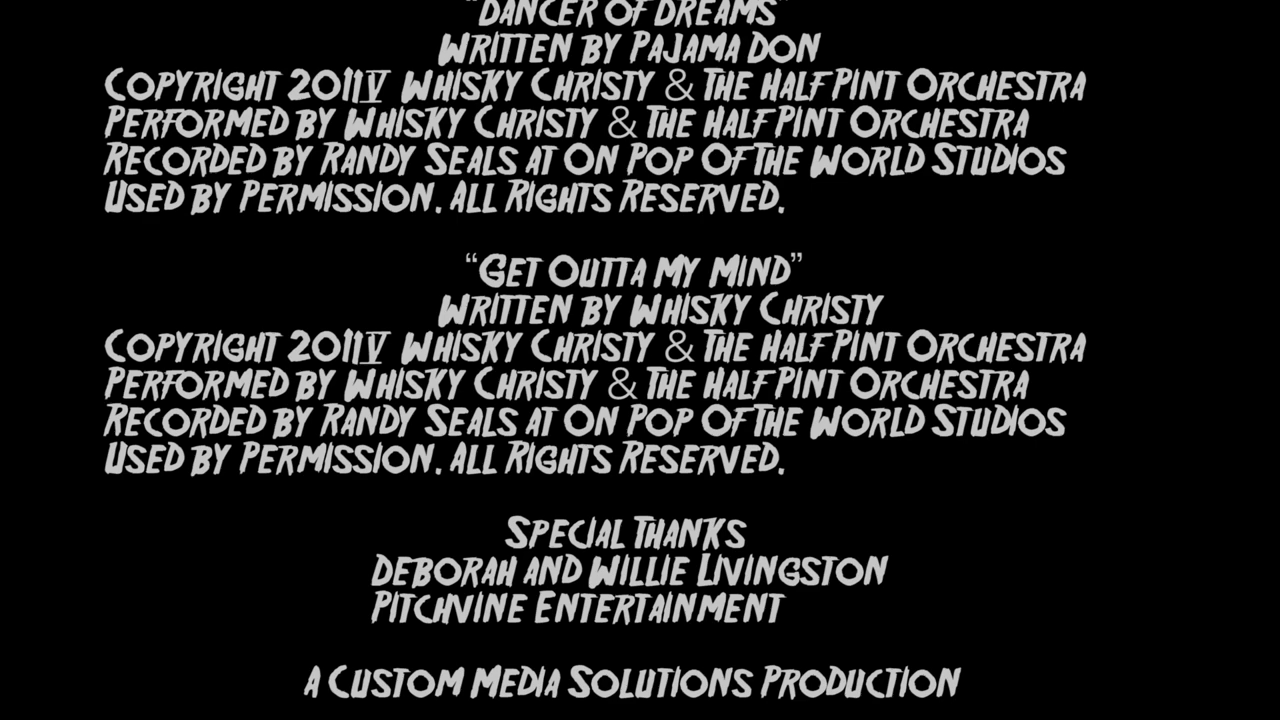 "Dancer of Dreams"
Written by Pajama Don
Copyright 2011V Whisky Christy & The Half Pint Orchestra
Performed by Whisky Christy & The Half Pint Orchestra
Recorded by Randy Seals at On Pop Of The World Studios
Used by Permission. All Rights Reserved.
“Get Outta My Mind”
Written by Whisky Christy
Copyright 2011V Whisky Christy & The Half Pint Orchestra
Performed by Whisky Christy & The Half Pint Orchestra
Recorded by Randy Seals at On Pop Of The World Studios
Used by Permission. All Rights Reserved.
Special Thanks
Deborah and Willie Livingston
Pitchvine Entertainment
A Custom Media Solutions Production